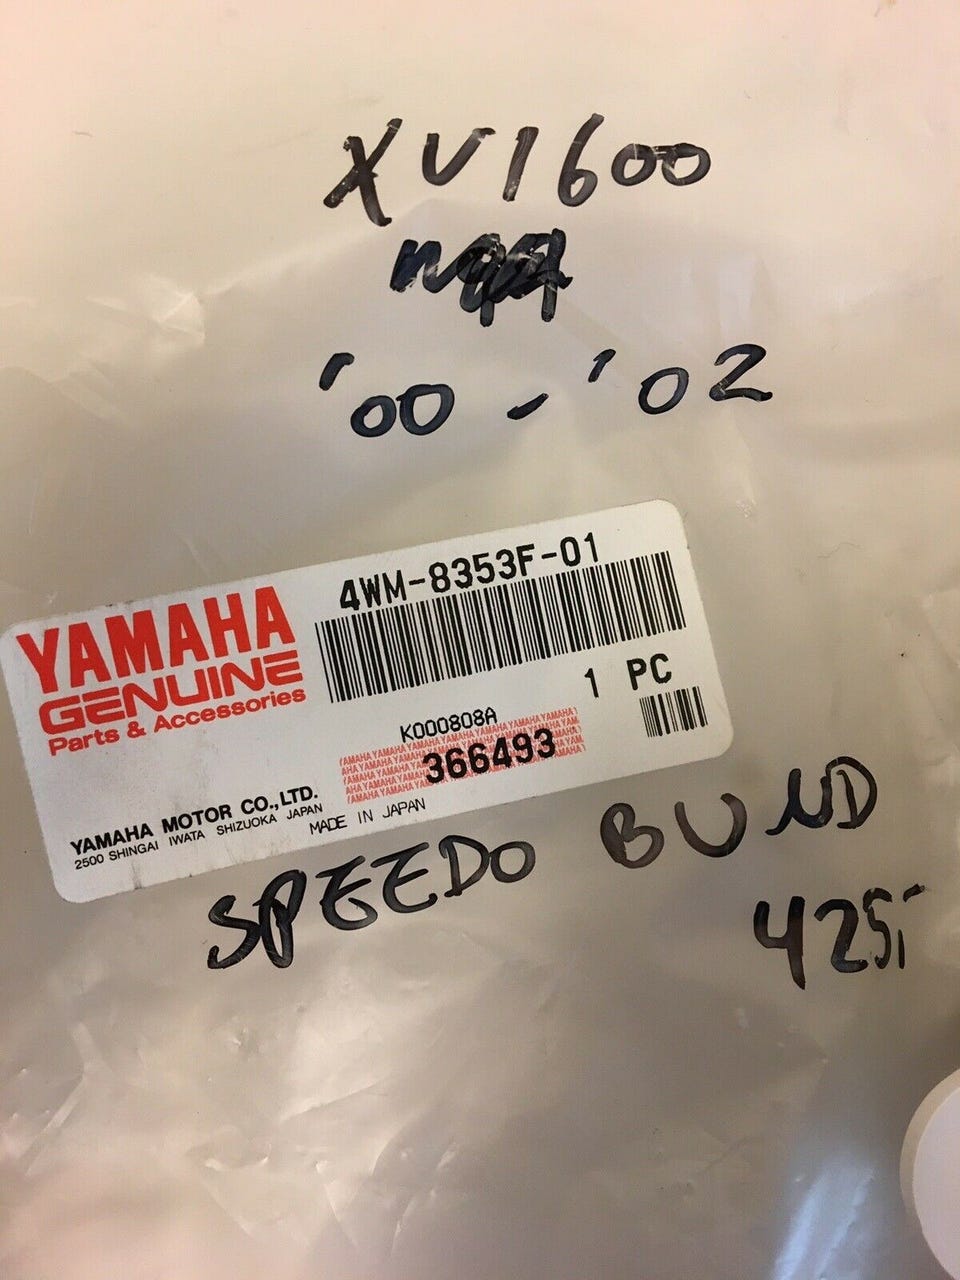 XV1600
'00 - '02
4WM-8353F-01
YAMAHA
GENUINE
Parts & Accessories
1 PC
K000808A
366493
YAMAHA MOTOR CO.,LTD.
2500 SHINGAI IWATA SHIZUOKA JAPAN
MADE IN JAPAN
SPEEDO BUND
425,-